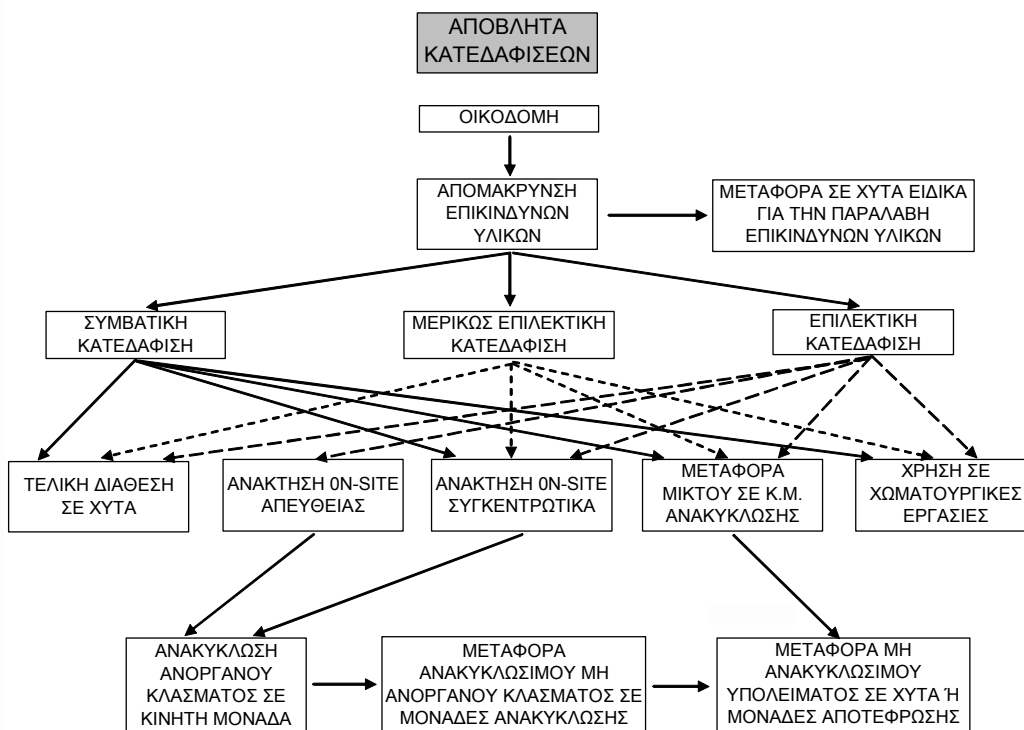 ΑΠΟΒΛΗΤΑ
ΚΑΤΕΔΑΦΙΣΕΩΝ
ΟΙΚΟΔΟΜΗ
ΑΠΟΜΑΚΡΥΝΣΗ
ΕΠΙΚΙΝΔΥΝΩΝ
ΥΛΙΚΩΝ
ΜΕΤΑΦΟΡΑ ΣΕ ΧΥΤΑ ΕΙΔΙΚΑ
ΓΙΑ ΤΗΝ ΠΑΡΑΛΑΒΗ
ΕΠΙΚΙΝΔΥΝΩΝ ΥΛΙΚΩΝ
ΣΥΜΒΑΤΙΚΗ
ΚΑΤΕΔΑΦΙΣΗ
ΜΕΡΙΚΩΣ ΕΠΙΛΕΚΤΙΚΗ
ΚΑΤΕΔΑΦΙΣΗ
ΕΠΙΛΕΚΤΙΚΗ
ΚΑΤΕΔΑΦΙΣΗ
ΤΕΛΙΚΗ ΔΙΑΘΕΣΗ
ΣΕ ΧΥΤΑ
ΑΝΑΚΤΗΣΗ 0N-SITE
ΑΠΕΥΘΕΙΑΣ
ΑΝΑΚΤΗΣΗ 0N-SITE
ΣΥΓΚΕΝΤΡΩΤΙΚΑ
ΜΕΤΑΦΟΡΑ
ΜΙΚΤΟΥ ΣΕ Κ.Μ.
ΑΝΑΚΥΚΛΩΣΗΣ
ΧΡΗΣΗ ΣΕ
ΧΩΜΑΤΟΥΡΓΙΚΕΣ
ΕΡΓΑΣΙΕΣ
ΑΝΑΚΥΚΛΩΣΗ
ΑΝΟΡΓΑΝΟΥ
ΚΛΑΣΜΑΤΟΣ ΣΕ
ΚΙΝΗΤΗ ΜΟΝΑΔΑ
ΜΕΤΑΦΟΡΑ
ΑΝΑΚΥΚΛΩΣΙΜΟΥ ΜΗ
ΑΝΟΡΓΑΝΟΥ ΚΛΑΣΜΑΤΟΣ ΣΕ
ΜΟΝΑΔΕΣ ΑΝΑΚΥΚΛΩΣΗΣ
ΜΕΤΑΦΟΡΑ ΜΗ
ΑΝΑΚΥΚΛΩΣΙΜΟΥ
ΥΠΟΛΕΙΜΑΤΟΣ ΣΕ ΧΥΤΑ Ή
ΜΟΝΑΔΕΣ ΑΠΟΤΕΦΡΩΣΗΣ